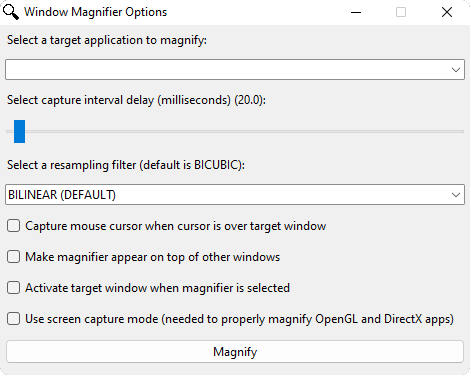 Window Magnifier Options
Select a target application to magnify:
Select capture interval delay (milliseconds) (20.0):
Select a resampling filter (default is BICUBIC):
BILINEAR (DEFAULT)
Capture mouse cursor when cursor is over target window
Make magnifier appear on top of other windows
Activate target window when magnifier is selected
Use screen capture mode (needed to properly magnify OpenGL and DirectX apps)
Magnify